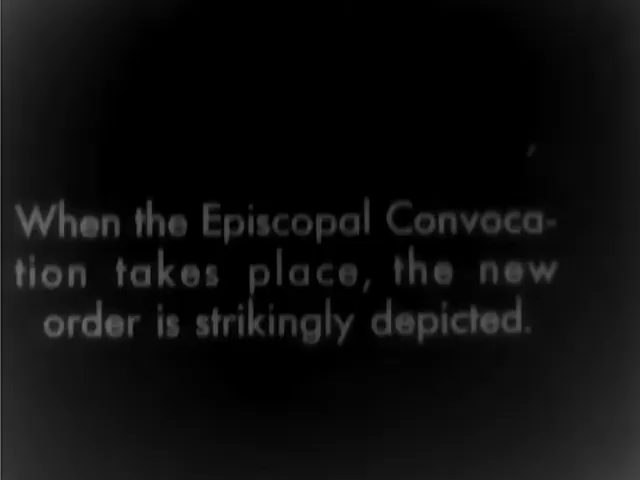 When the Episcopal Convoca-
tion takes place, the new
order is strikingly depicted.